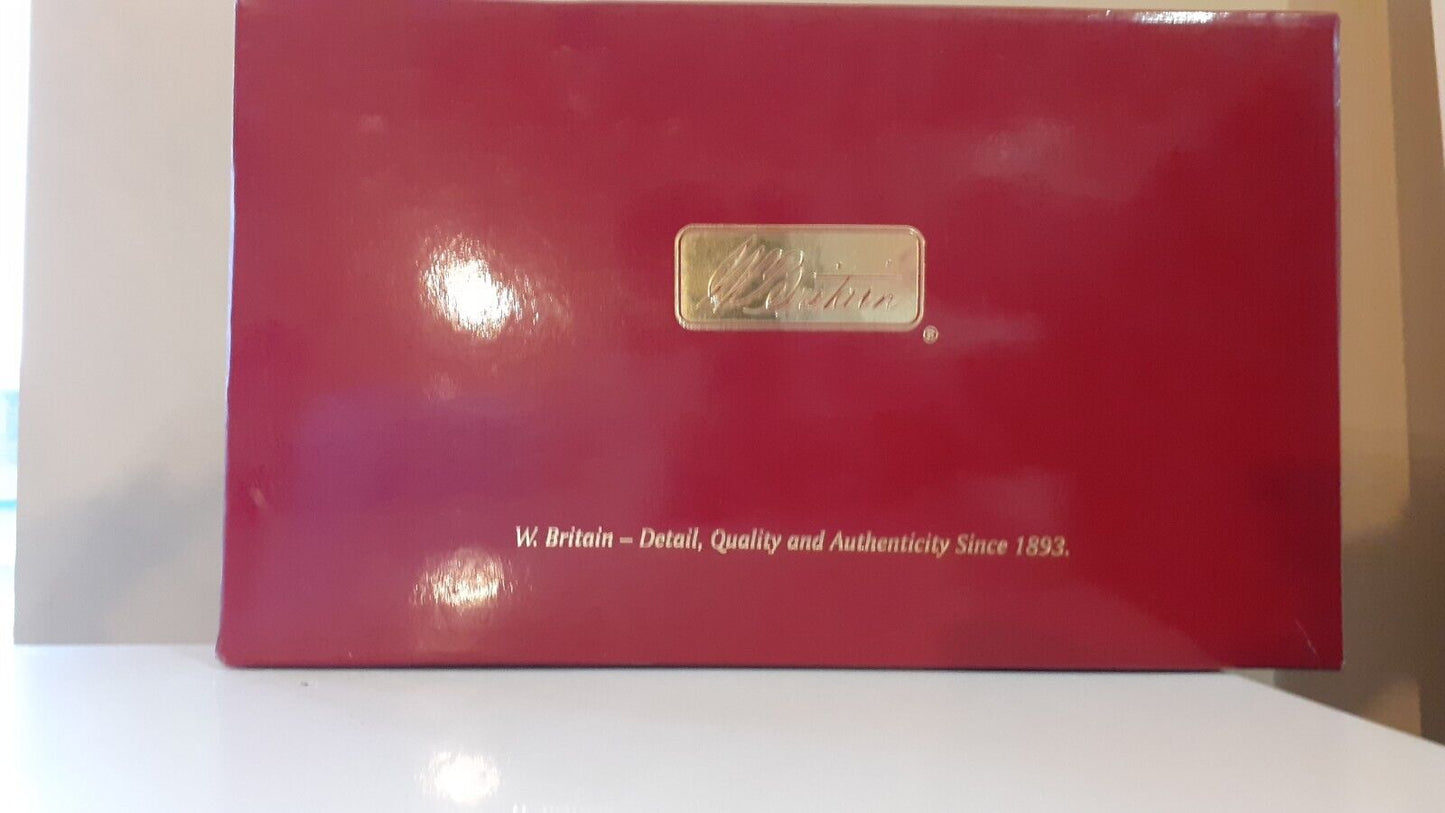 W. Britain
®
W. Britain – Detail, Quality and Authenticity Since 1893.